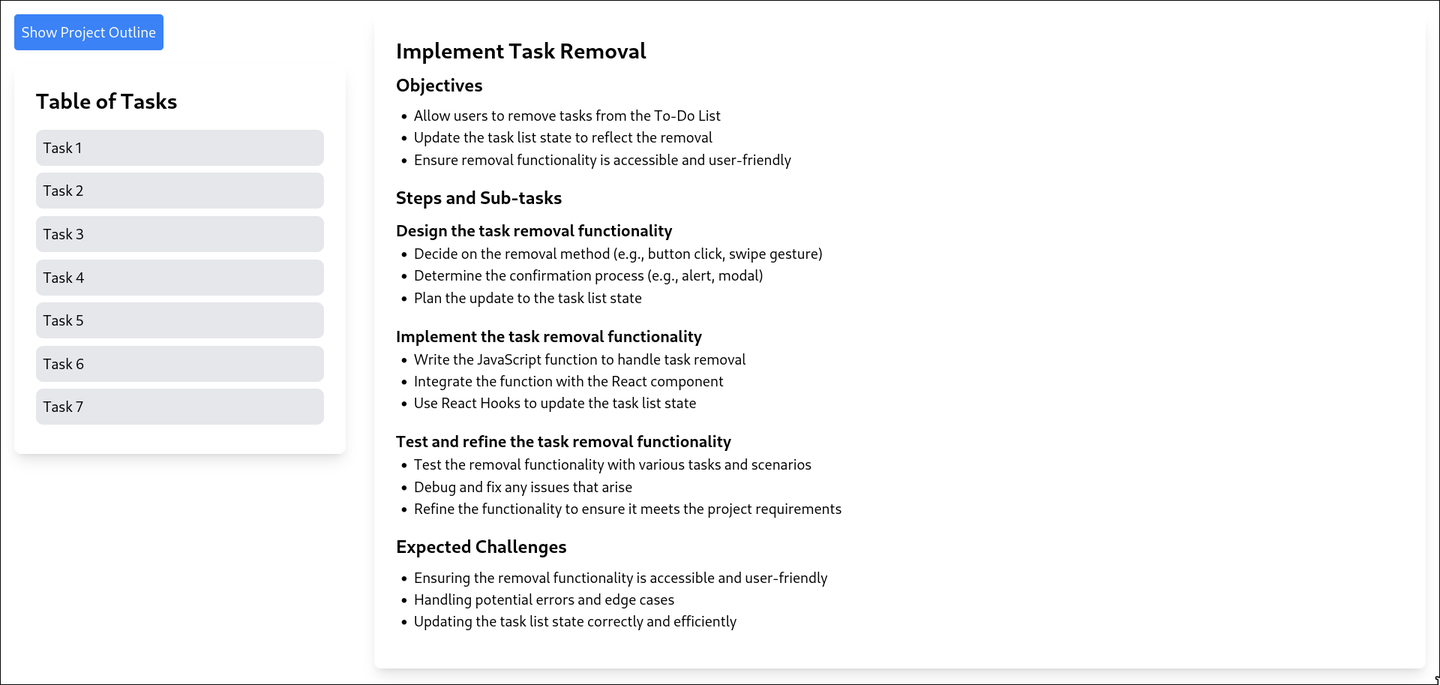 Show Project Outline
Table of Tasks
Task 1
Task 2
Task 3
Task 4
Task 5
Task 6
Task 7
Implement Task Removal
Objectives
• Allow users to remove tasks from the To-Do List
• Update the task list state to reflect the removal
• Ensure removal functionality is accessible and user-friendly
Steps and Sub-tasks
Design the task removal functionality
• Decide on the removal method (e.g., button click, swipe gesture)
• Determine the confirmation process (e.g., alert, modal)
• Plan the update to the task list state
Implement the task removal functionality
• Write the JavaScript function to handle task removal
• Integrate the function with the React component
• Use React Hooks to update the task list state
Test and refine the task removal functionality
• Test the removal functionality with various tasks and scenarios
• Debug and fix any issues that arise
• Refine the functionality to ensure it meets the project requirements
Expected Challenges
• Ensuring the removal functionality is accessible and user-friendly
• Handling potential errors and edge cases
• Updating the task list state correctly and efficiently